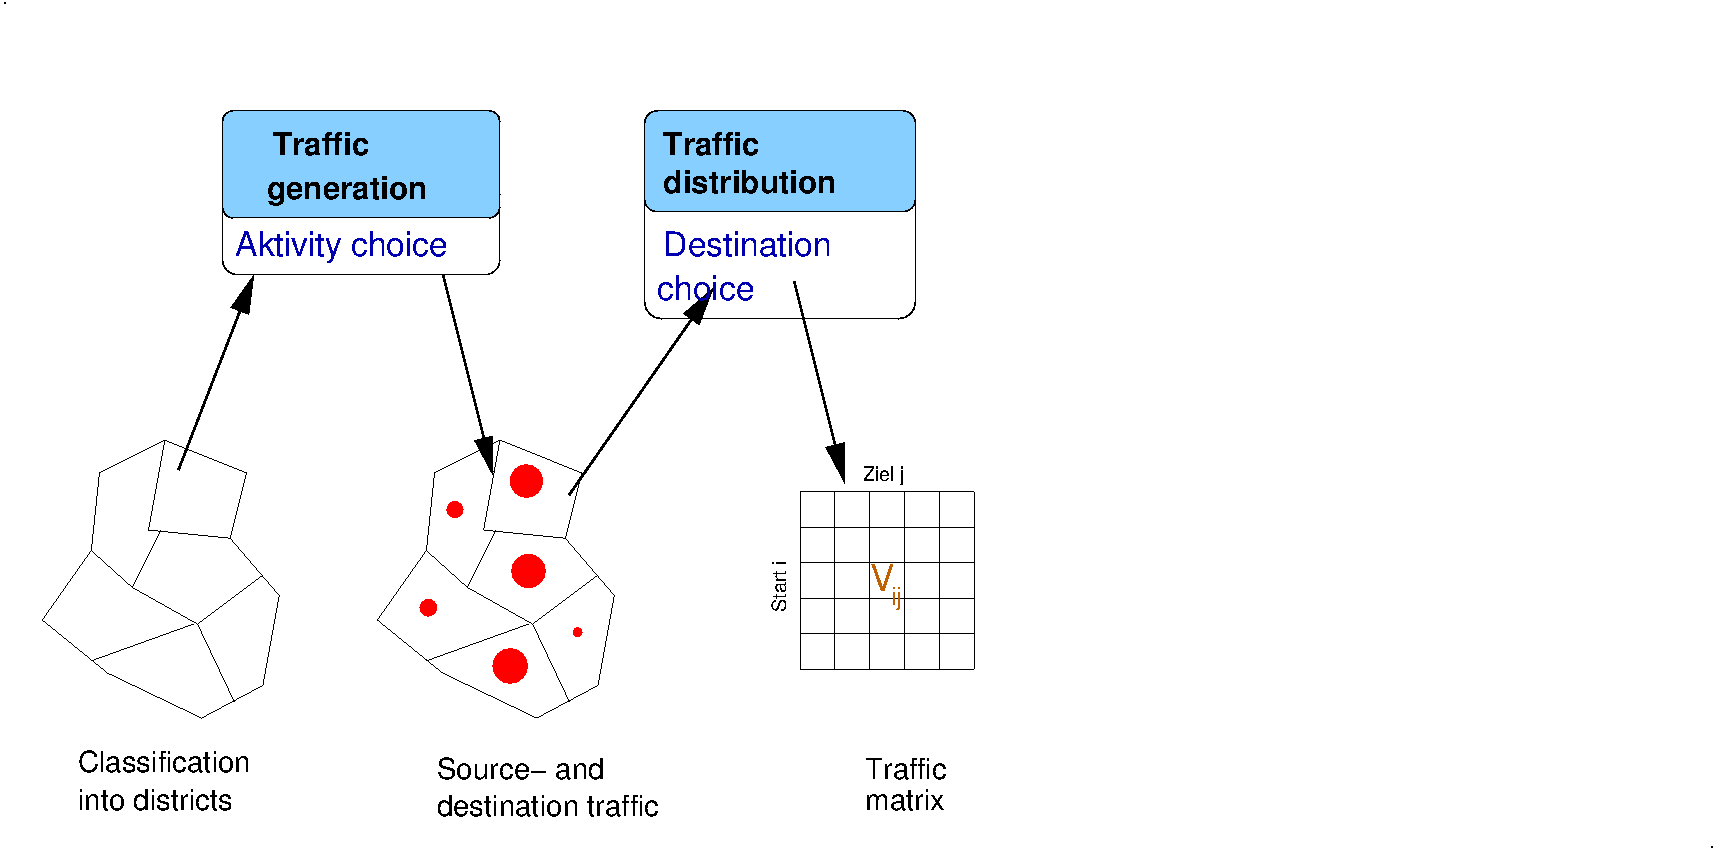 Traffic
generation
Aktivity choice
Traffic
distribution
Destination
choice
Ziel j
Start i
V ij
Classification
into districts
Source− and
destination traffic
Traffic
matrix